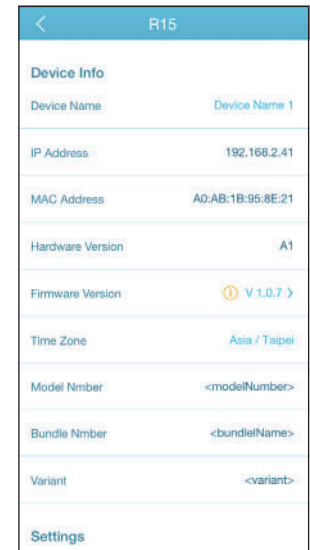 R15
Device Info
Device Name Device Name 1
IP Address 192.168.2.41
MAC Address A0:AB:1B:95:8E:21
Hardware Version A1
Firmware Version V 1.0.7 >
Time Zone Asia / Taipei
Model Nmber <modelNumber>
Bundle Nmber <bundlelName>
Variant <variant>
Settings